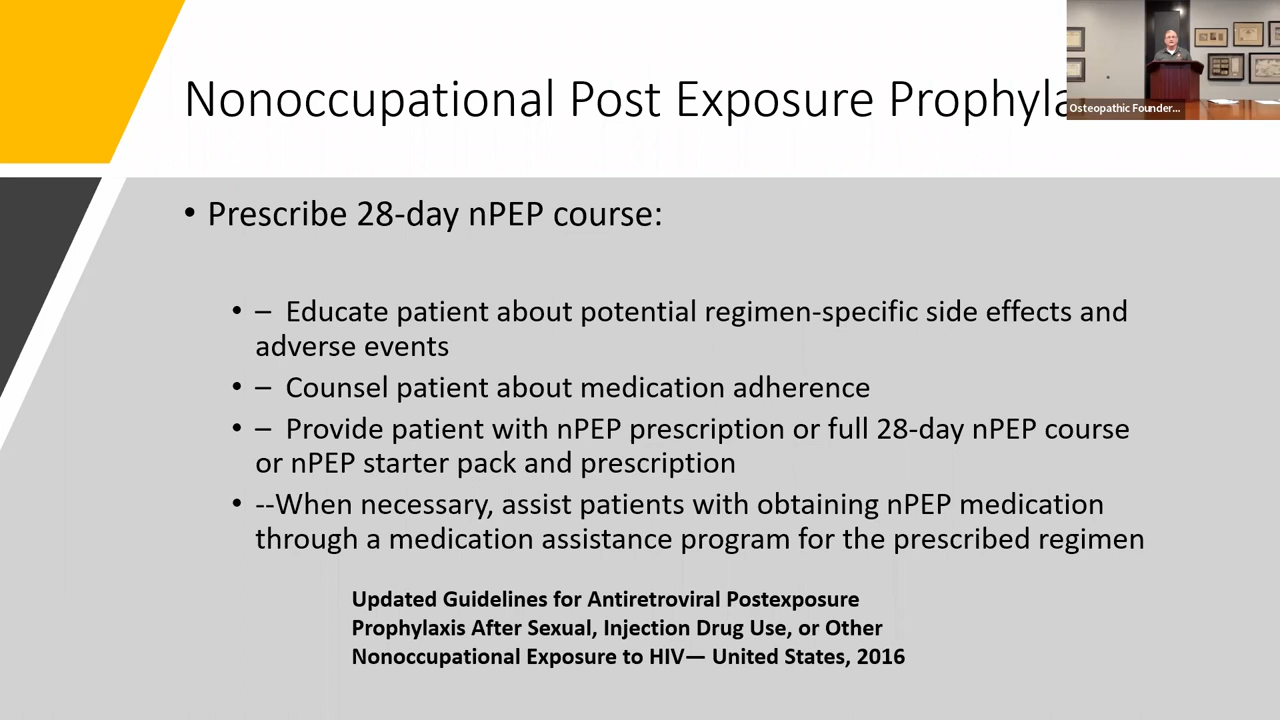 Nonoccupational Post Exposure Prophyla
Osteopathic Founder...
• Prescribe 28-day nPEP course:
• – Educate patient about potential regimen-specific side effects and
adverse events
• – Counsel patient about medication adherence
• – Provide patient with nPEP prescription or full 28-day nPEP course
or nPEP starter pack and prescription
• --When necessary, assist patients with obtaining nPEP medication
through a medication assistance program for the prescribed regimen
Updated Guidelines for Antiretroviral Postexposure
Prophylaxis After Sexual, Injection Drug Use, or Other
Nonoccupational Exposure to HIV— United States, 2016